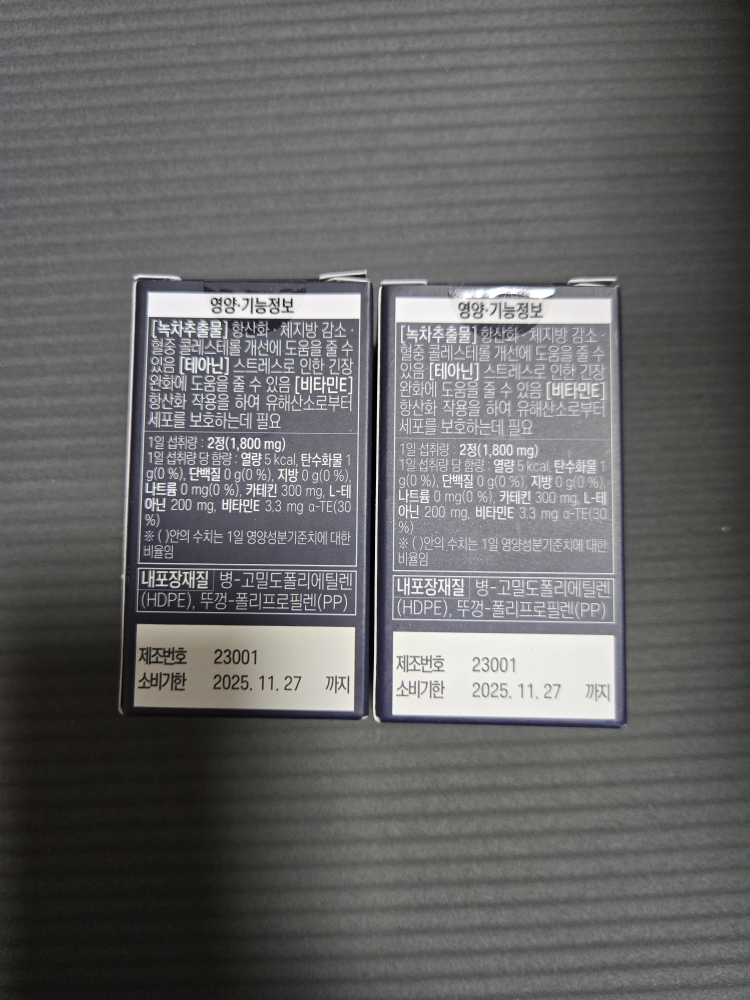 영양·기능정보
[녹차추출물] 항산화·체지방 감소·
혈중 콜레스테롤 개선에 도움을 줄 수
있음 [테아닌] 스트레스로 인한 긴장
완화에 도움을 줄 수 있음 [비타민E]
항산화 작용을 하여 유해산소로부터
세포를 보호하는데 필요
1일 섭취량 : 2정(1,800 mg)
1일 섭취량 당 함량 : 열량 5 kcal, 탄수화물 1
g(0 %), 단백질 0 g(0 %), 지방 0 g(0 %),
나트륨 0 mg(0 %), 카테킨 300 mg, L-테
아닌 200 mg, 비타민E 3.3 mg α-TE(30
%)
※ ( )안의 수치는 1일 영양성분기준치에 대한
비율임
내포장재질 병-고밀도폴리에틸렌
(HDPE), 뚜껑-폴리프로필렌(PP)
제조번호 23001
소비기한 2025. 11. 27 까지
영양·기능정보
[녹차추출물] 항산화·체지방 감소·
혈중 콜레스테롤 개선에 도움을 줄 수
있음 [테아닌] 스트레스로 인한 긴장
완화에 도움을 줄 수 있음 [비타민E]
항산화 작용을 하여 유해산소로부터
세포를 보호하는데 필요
1일 섭취량 : 2정(1,800 mg)
1일 섭취량 당 함량 : 열량 5 kcal, 탄수화물 1
g(0 %), 단백질 0 g(0 %), 지방 0 g(0 %),
나트륨 0 mg(0 %), 카테킨 300 mg, L-테
아닌 200 mg, 비타민E 3.3 mg α-TE(30
%)
※ ( )안의 수치는 1일 영양성분기준치에 대한
비율임
내포장재질 병-고밀도폴리에틸렌
(HDPE), 뚜껑-폴리프로필렌(PP)
제조번호 23001
소비기한 2025. 11. 27 까지